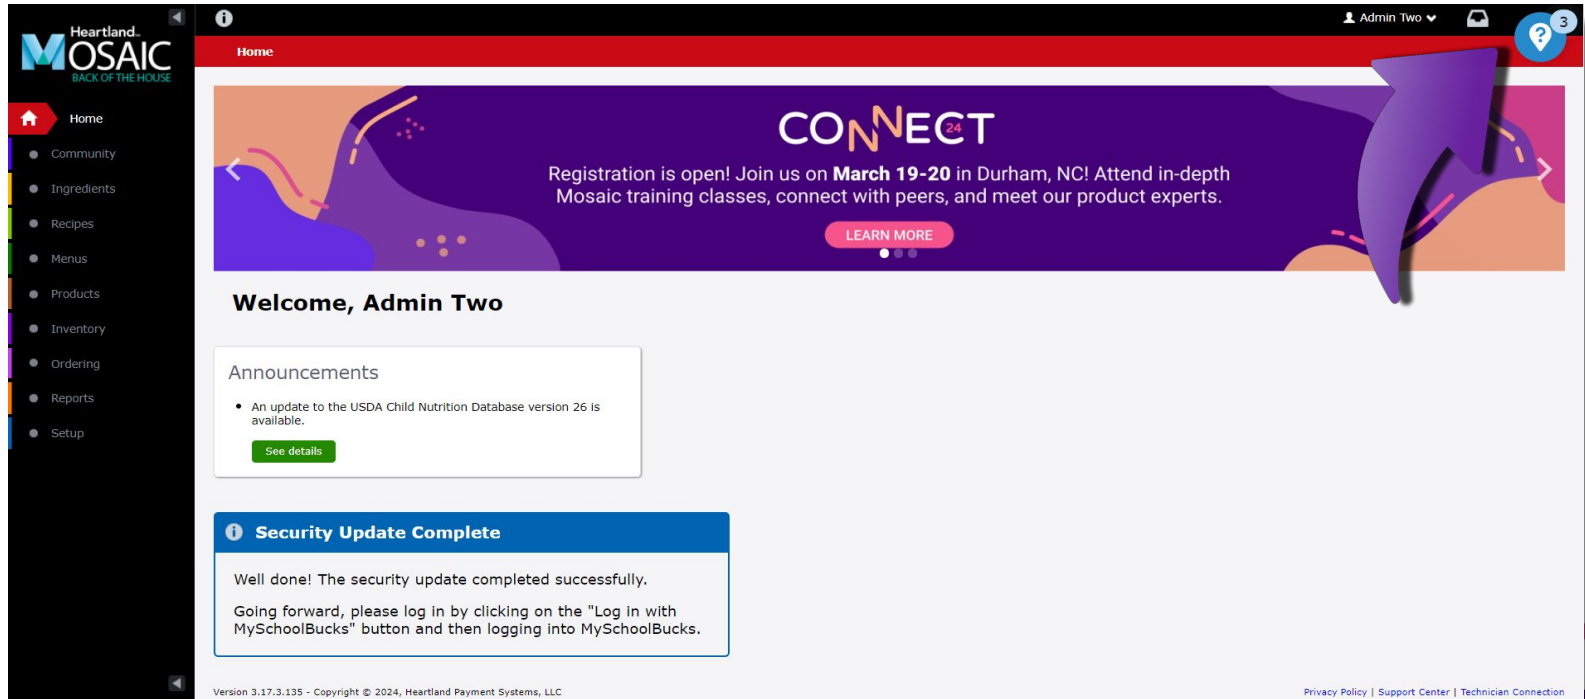 Heartland
MOSAIC
BACK OF THE HOUSE
Home
Community
Ingredients
Recipes
Menus
Products
Inventory
Ordering
Reports
Setup
Admin Two
3
Home
CONNECT
24
Registration is open! Join us on March 19-20 in Durham, NC! Attend in-depth
Mosaic training classes, connect with peers, and meet our product experts.
LEARN MORE
Welcome, Admin Two
Announcements
An update to the USDA Child Nutrition Database version 26 is
available.
See details
Security Update Complete
Well done! The security update completed successfully.
Going forward, please log in by clicking on the "Log in with
MySchoolBucks" button and then logging into MySchoolBucks.
Version 3.17.3.135 - Copyright © 2024, Heartland Payment Systems, LLC
Privacy Policy | Support Center | Technician Connection